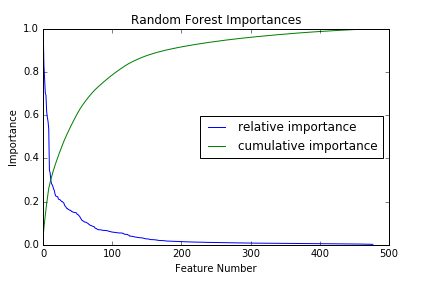 Random Forest Importances
1.0
0.8
0.6
0.4
0.2
0.0
Importance
relative importance
cumulative importance
0 100 200 300 400 500
Feature Number